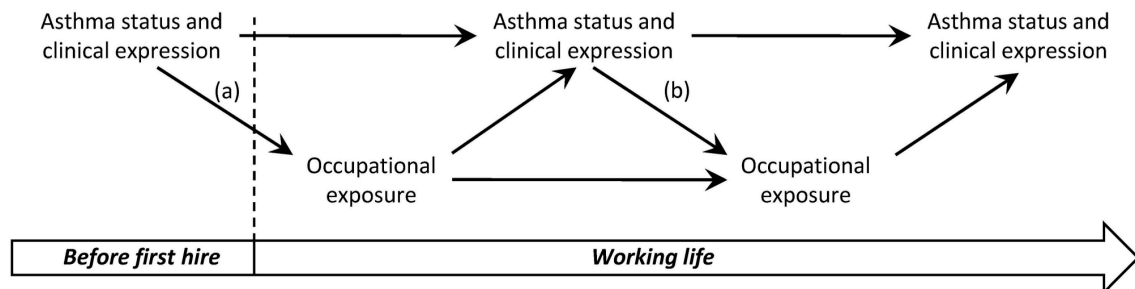 Asthma status and
clinical expression
Asthma status and
clinical expression
Asthma status and
clinical expression
(a)
(b)
Occupational
exposure
Occupational
exposure
Before first hire
Working life